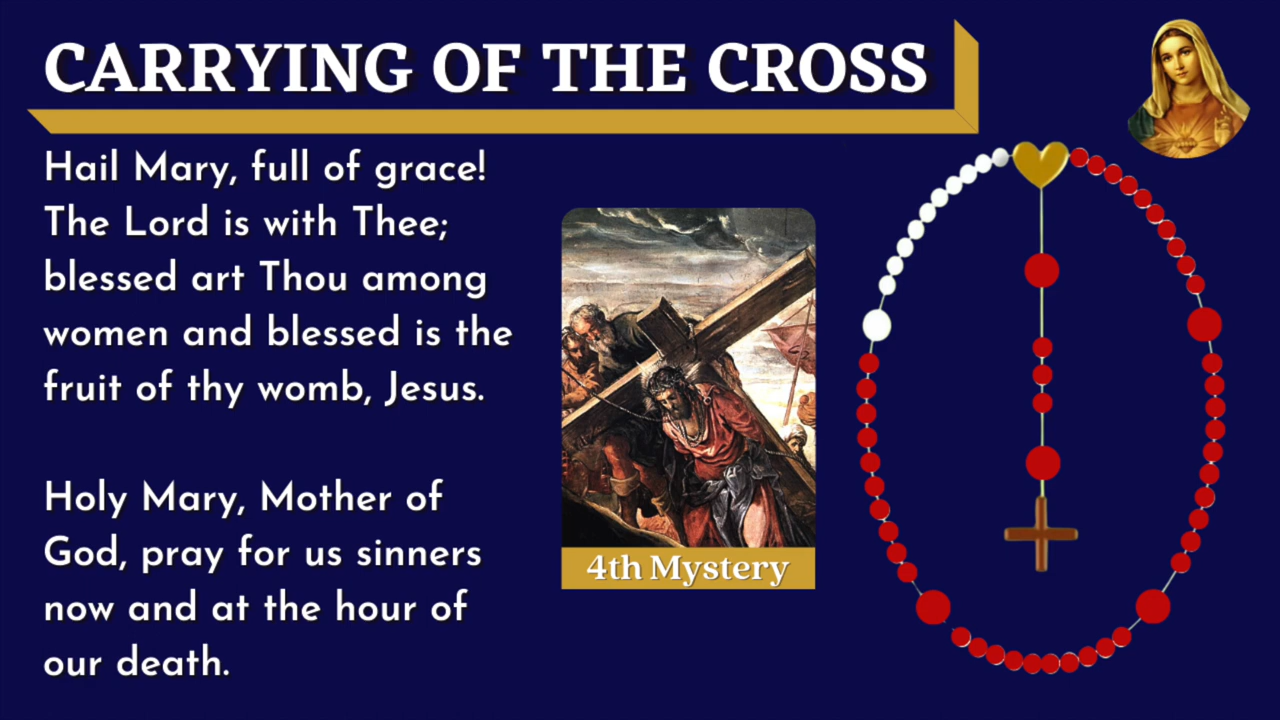 CARRYING OF THE CROSS
Hail Mary, full of grace!
The Lord is with Thee;
blessed art Thou among
women and blessed is the
fruit of thy womb, Jesus.
Holy Mary, Mother of
God, pray for us sinners
now and at the hour of
our death.
4th Mystery